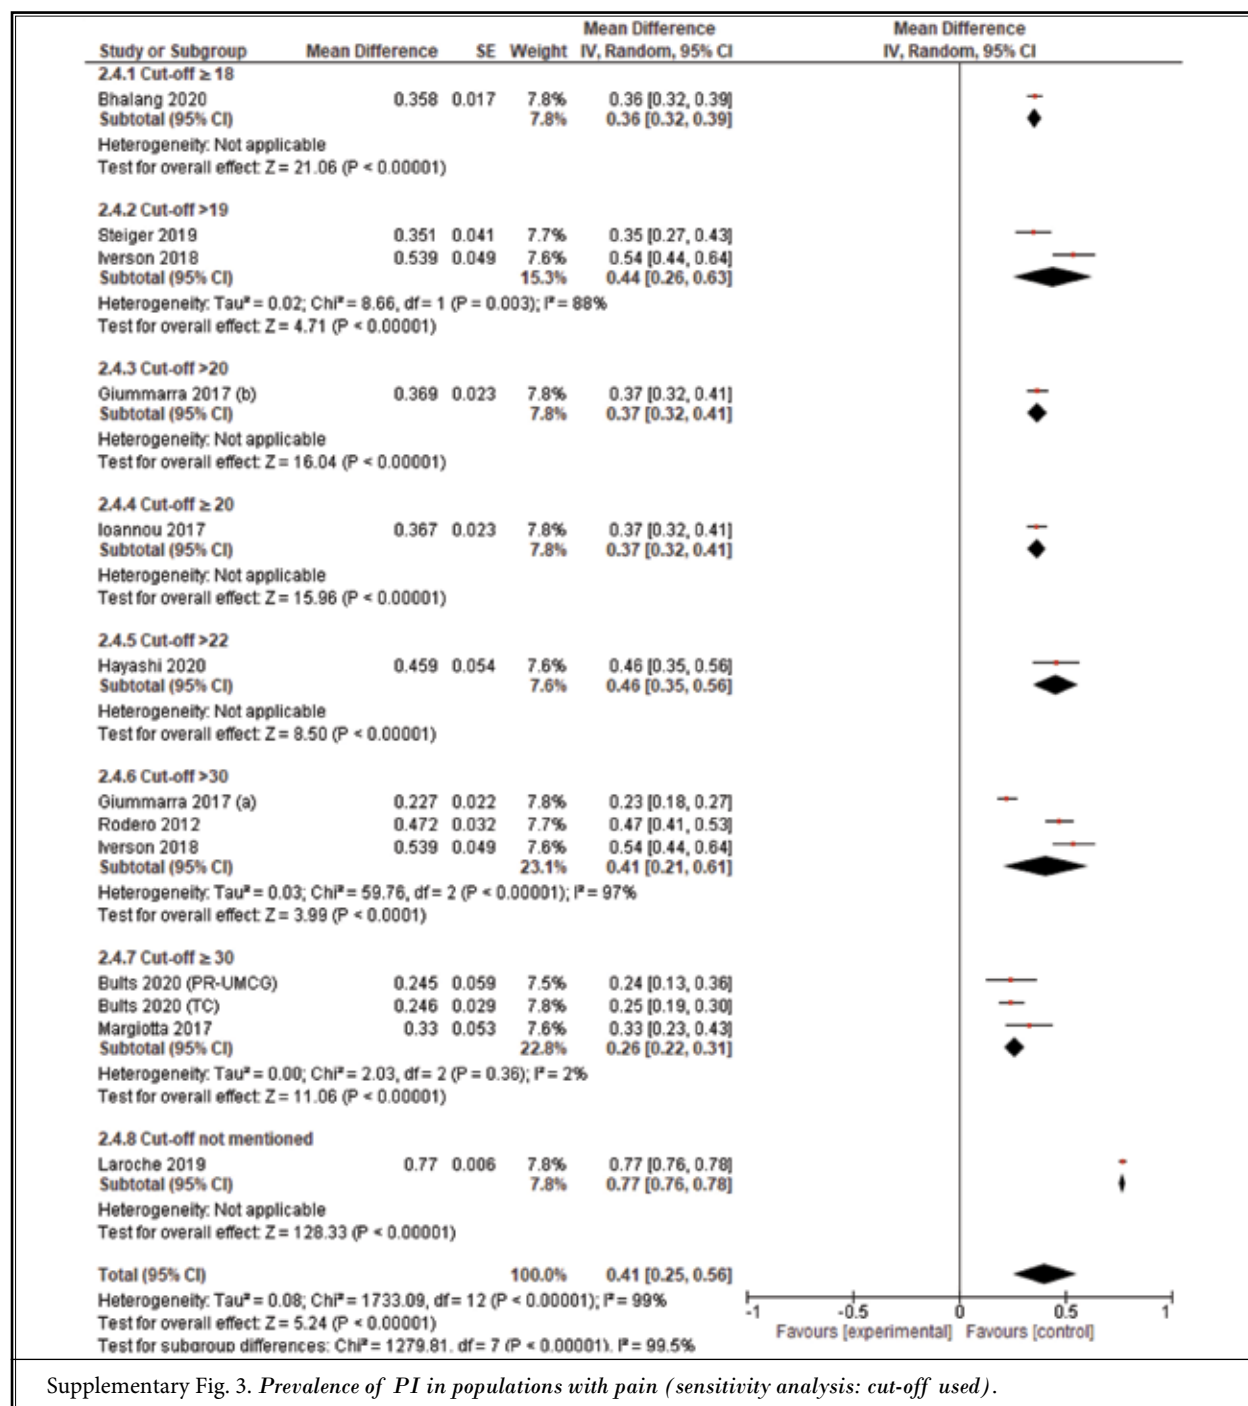 Mean Difference Mean Difference
Study or Subgroup Mean Difference SE Weight IV, Random, 95% CI IV, Random, 95% CI
2.4.1 Cut-off ≥ 18
Bhalang 2020 0.358 0.017 7.8% 0.36 [0.32, 0.39]
Subtotal (95% CI) 7.8% 0.36 [0.32, 0.39]
Heterogeneity: Not applicable
Test for overall effect: Z = 21.06 (P < 0.00001)
2.4.2 Cut-off >19
Steiger 2019 0.351 0.041 7.7% 0.35 [0.27, 0.43]
Iverson 2018 0.539 0.049 7.6% 0.54 [0.44, 0.64]
Subtotal (95% CI) 15.3% 0.44 [0.26, 0.63]
Heterogeneity: Tau² = 0.02; Chi² = 8.66, df = 1 (P = 0.003); I² = 88%
Test for overall effect: Z = 4.71 (P < 0.00001)
2.4.3 Cut-off >20
Giummarra 2017 (b) 0.369 0.023 7.8% 0.37 [0.32, 0.41]
Subtotal (95% CI) 7.8% 0.37 [0.32, 0.41]
Heterogeneity: Not applicable
Test for overall effect: Z = 16.04 (P < 0.00001)
2.4.4 Cut-off ≥ 20
Ioannou 2017 0.367 0.023 7.8% 0.37 [0.32, 0.41]
Subtotal (95% CI) 7.8% 0.37 [0.32, 0.41]
Heterogeneity: Not applicable
Test for overall effect: Z = 15.96 (P < 0.00001)
2.4.5 Cut-off >22
Hayashi 2020 0.459 0.054 7.6% 0.46 [0.35, 0.56]
Subtotal (95% CI) 7.6% 0.46 [0.35, 0.56]
Heterogeneity: Not applicable
Test for overall effect: Z = 8.50 (P < 0.00001)
2.4.6 Cut-off >30
Giummarra 2017 (a) 0.227 0.022 7.8% 0.23 [0.18, 0.27]
Rodero 2012 0.472 0.032 7.7% 0.47 [0.41, 0.53]
Iverson 2018 0.539 0.049 7.6% 0.54 [0.44, 0.64]
Subtotal (95% CI) 23.1% 0.41 [0.21, 0.61]
Heterogeneity: Tau² = 0.03; Chi² = 59.76, df = 2 (P < 0.00001); I² = 97%
Test for overall effect: Z = 3.99 (P < 0.0001)
2.4.7 Cut-off ≥ 30
Bults 2020 (PR-UMCG) 0.245 0.059 7.5% 0.24 [0.13, 0.36]
Bults 2020 (TC) 0.246 0.029 7.8% 0.25 [0.19, 0.30]
Margiotta 2017 0.33 0.053 7.6% 0.33 [0.23, 0.43]
Subtotal (95% CI) 22.8% 0.26 [0.22, 0.31]
Heterogeneity: Tau² = 0.00; Chi² = 2.03, df = 2 (P = 0.36); I² = 2%
Test for overall effect: Z = 11.06 (P < 0.00001)
2.4.8 Cut-off not mentioned
Laroche 2019 0.77 0.006 7.8% 0.77 [0.76, 0.78]
Subtotal (95% CI) 7.8% 0.77 [0.76, 0.78]
Heterogeneity: Not applicable
Test for overall effect: Z = 128.33 (P < 0.00001)
Total (95% CI) 100.0% 0.41 [0.25, 0.56]
Heterogeneity: Tau² = 0.08; Chi² = 1733.09, df = 12 (P < 0.00001); I² = 99%
Test for overall effect: Z = 5.24 (P < 0.00001)
Test for subgroup differences: Chi² = 1279.81. df = 7 (P < 0.00001). I² = 99.5%
-1 -0.5 0 0.5 1
Favours [experimental] Favours [control]
Supplementary Fig. 3. Prevalence of PI in populations with pain (sensitivity analysis: cut-off used).